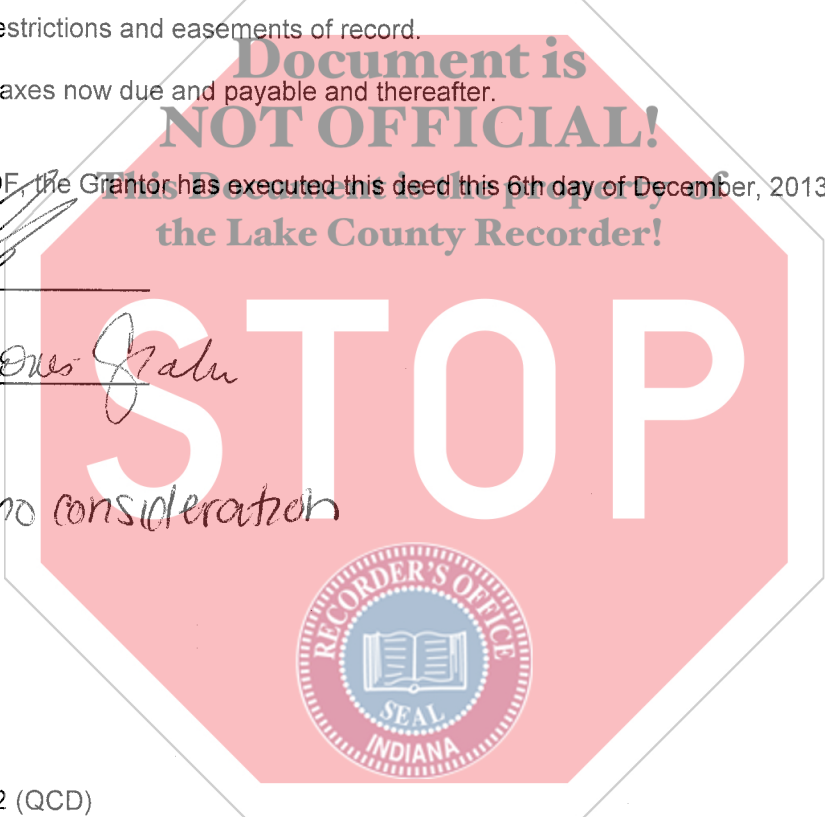 estrictions and easements of record.
Document is
axes now due and payable and thereafter.
NOT OFFICIAL!
F, the Grantor has executed this deed this 6th day of December, 2013
This Document is the property of
the Lake County Recorder!
STOP
no consideration
RECORDER'S OFFICE
SEAL
INDIANA
2 (QCD)